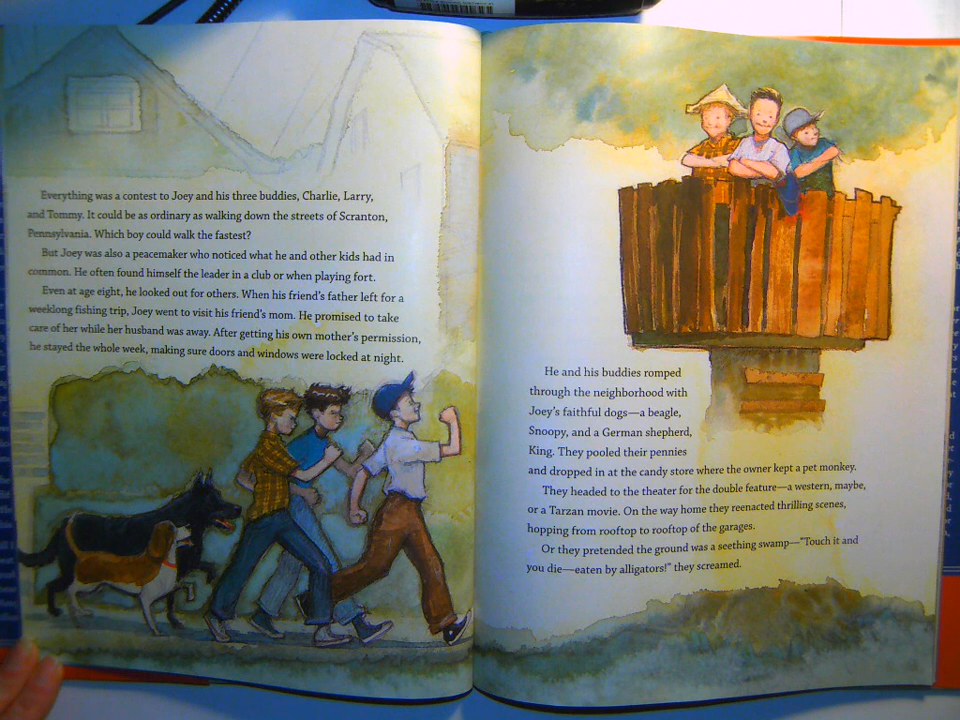 Everything was a contest to Joey and his three buddies, Charlie, Larry,
and Tommy. It could be as ordinary as walking down the streets of Scranton,
Pennsylvania. Which boy could walk the fastest?
But Joey was also a peacemaker who noticed what he and other kids had in
common. He often found himself the leader in a club or when playing fort.
Even at age eight, he looked out for others. When his friend's father left for a
weeklong fishing trip, Joey went to visit his friend's mom. He promised to take
care of her while her husband was away. After getting his own mother's permission,
he stayed the whole week, making sure doors and windows were locked at night.
He and his buddies romped
through the neighborhood with
Joey's faithful dogs—a beagle,
Snoopy, and a German shepherd,
King. They pooled their pennies
and dropped in at the candy store where the owner kept a pet monkey.
They headed to the theater for the double feature—a western, maybe,
or a Tarzan movie. On the way home they reenacted thrilling scenes,
hopping from rooftop to rooftop of the garages.
Or they pretended the ground was a seething swamp—"Touch it and
you die—eaten by alligators!" they screamed.